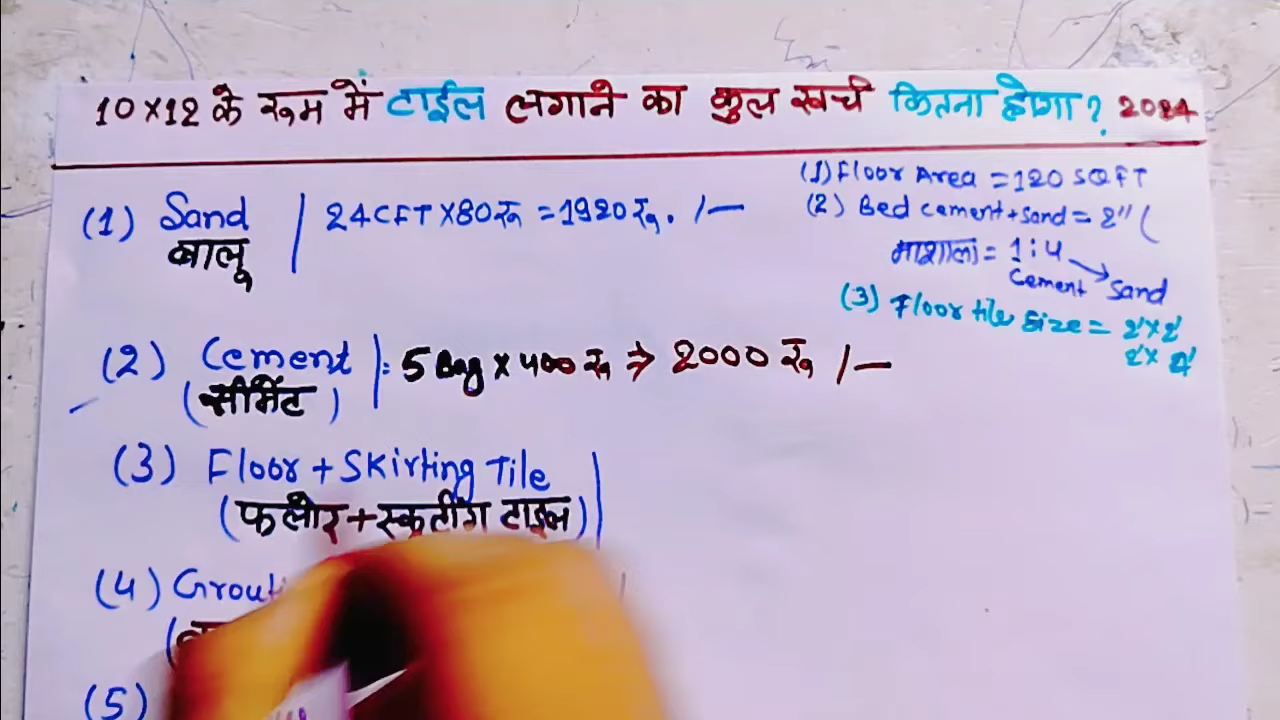 10×12 के रूम में टाईल लगाने का कुल खर्च कितना होगा? 2024
(1) Floor Area = 120 SQFT
(2) Bed cement + sand = 2" (
माशाला = 1:4
Cement Sand
(3) Floor tile Size = 2'×2'
2'×4'
(1) Sand | 24 CFT × 80 रू = 1920 रू. /-
बालू
(2) Cement |: 5 Bag × 400 रू ⇒ 2000 रू /-
(सीमेंट)
(3) Floor + Skirting Tile
(फलोर + स्कर्टींग टाइल)
(4) Grout
(5)